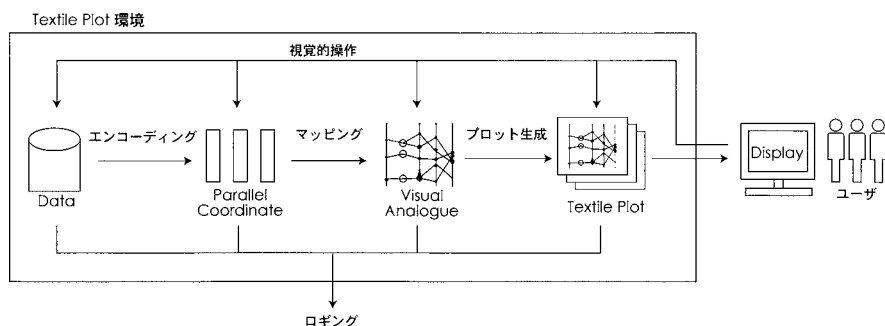 Textile Plot 環境
視覚的操作
エンコーディング
マッピング
プロット生成
Display
Data
Parallel
Coordinate
Visual
Analogue
Textile Plot
ユーザ
ロギング